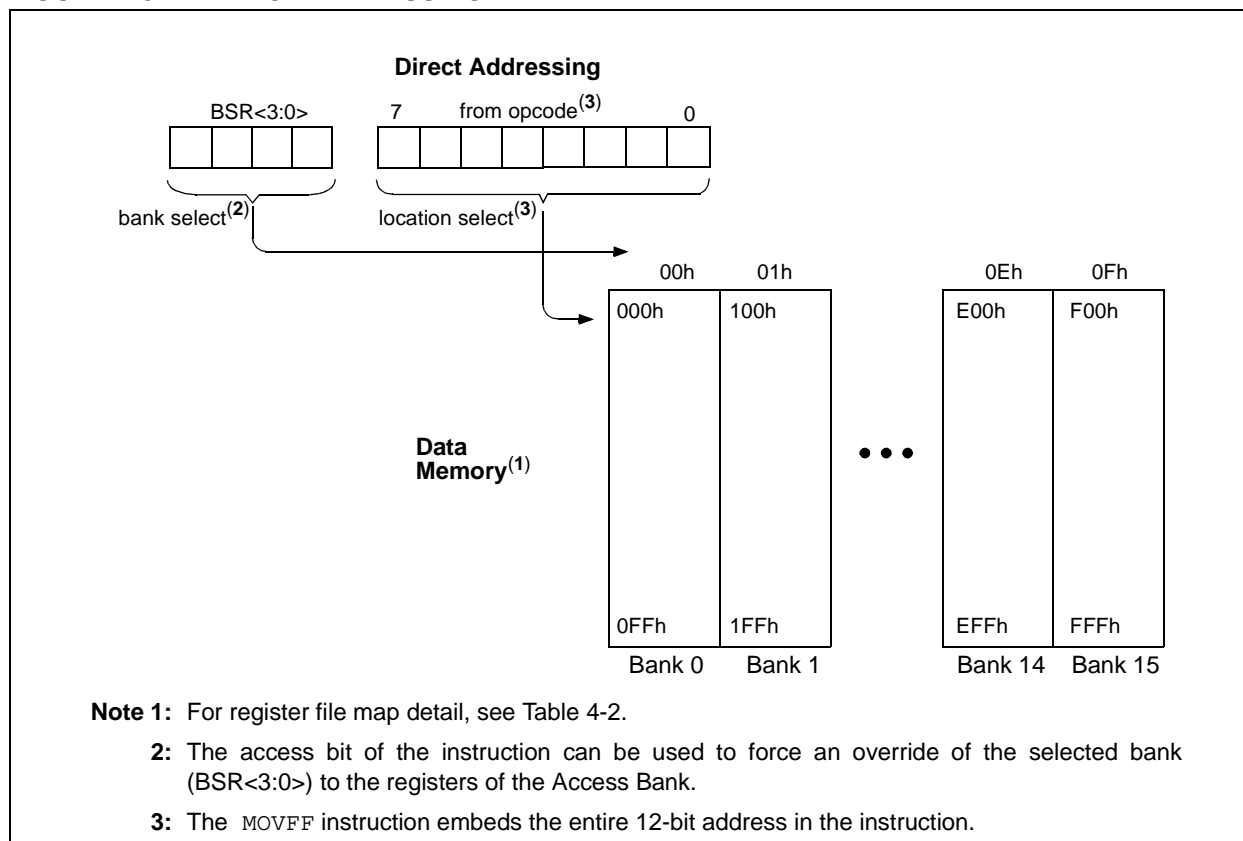 Direct Addressing
BSR<3:0>
7 from opcode(3) 0
bank select(2)
location select(3)
00h 01h 0Eh 0Fh
000h 100h E00h F00h
Data
Memory(1)
0FFh 1FFh EFFh FFFh
Bank 0 Bank 1 Bank 14 Bank 15
Note 1: For register file map detail, see Table 4-2.
2: The access bit of the instruction can be used to force an override of the selected bank
(BSR<3:0>) to the registers of the Access Bank.
3: The MOVFF instruction embeds the entire 12-bit address in the instruction.